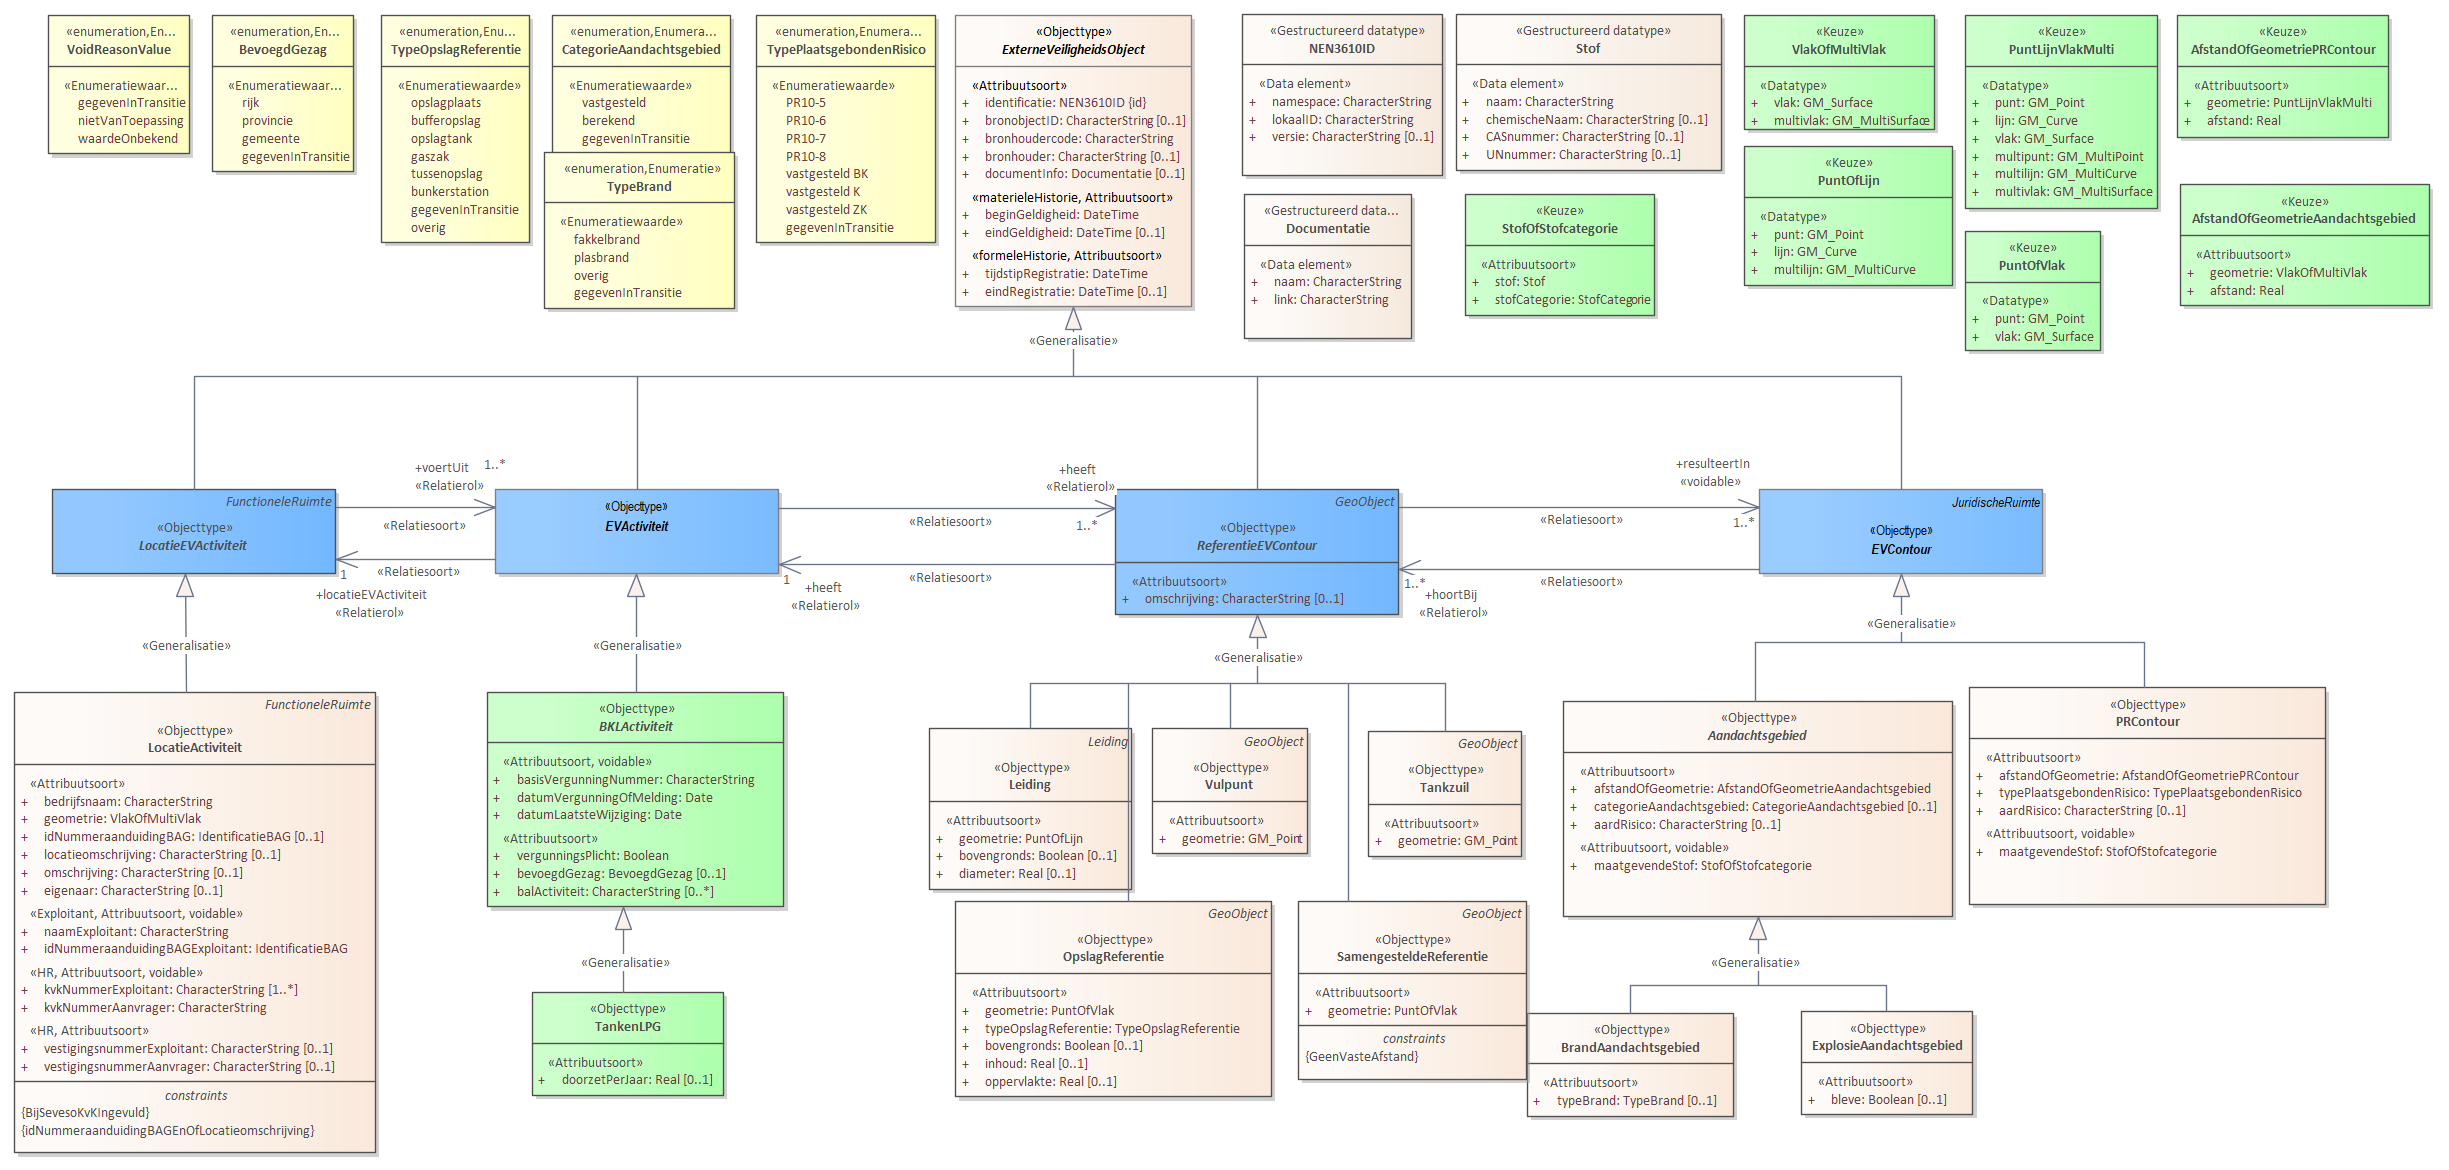 «enumeration,En...
VoidReasonValue
«Enumeratiewaar...
gegevenInTransitie
nietVanToepassing
waardeOnbekend
«enumeration,En...
BevoegdGezag
«Enumeratiewaar...
rijk
provincie
gemeente
gegevenInTransitie
«enumeration,Enu...
TypeOpslagReferentie
«Enumeratiewaarde»
opslagplaats
bufferopslag
opslagtank
gaszak
tussenopslag
bunkerstation
gegevenInTransitie
overig
«enumeration,Enumera...
CategorieAandachtsgebied
«Enumeratiewaarde»
vastgesteld
berekend
gegevenInTransitie
«enumeration,Enumeratie»
TypeBrand
«Enumeratiewaarde»
fakkelbrand
plasbrand
overig
gegevenInTransitie
«enumeration,Enumera...
TypePlaatsgebondenRisico
«Enumeratiewaarde»
PR10-5
PR10-6
PR10-7
PR10-8
vastgesteld BK
vastgesteld K
vastgesteld ZK
gegevenInTransitie
«Objecttype»
ExterneVeiligheidsObject
«Attribuutsoort»
+ identificatie: NEN3610ID {id}
+ bronobjectID: CharacterString [0..1]
+ bronhoudercode: CharacterString
+ bronhouder: CharacterString [0..1]
+ documentInfo: Documentatie [0..1]
«materieleHistorie, Attribuutsoort»
+ beginGeldigheid: DateTime
+ eindGeldigheid: DateTime [0..1]
«formeleHistorie, Attribuutsoort»
+ tijdstipRegistratie: DateTime
+ eindRegistratie: DateTime [0..1]
«Gestructureerd datatype»
NEN3610ID
«Data element»
+ namespace: CharacterString
+ lokaalID: CharacterString
+ versie: CharacterString [0..1]
«Gestructureerd datatype»
Stof
«Data element»
+ naam: CharacterString
+ chemischeNaam: CharacterString [0..1]
+ CASnummer: CharacterString [0..1]
+ UNnummer: CharacterString [0..1]
«Gestructureerd data...
Documentatie
«Data element»
+ naam: CharacterString
+ link: CharacterString
«Keuze»
StofOfStofcategorie
«Attribuutsoort»
+ stof: Stof
+ stofCategorie: StofCategorie
«Keuze»
VlakOfMultiVlak
«Datatype»
+ vlak: GM_Surface
+ multivlak: GM_MultiSurface
«Keuze»
PuntOfLijn
«Datatype»
+ punt: GM_Point
+ lijn: GM_Curve
+ multilijn: GM_MultiCurve
«Keuze»
PuntLijnVlakMulti
«Datatype»
+ punt: GM_Point
+ lijn: GM_Curve
+ vlak: GM_Surface
+ multipunt: GM_MultiPoint
+ multilijn: GM_MultiCurve
+ multivlak: GM_MultiSurface
«Keuze»
PuntOfVlak
«Datatype»
+ punt: GM_Point
+ vlak: GM_Surface
«Keuze»
AfstandOfGeometriePRContour
«Attribuutsoort»
+ geometrie: PuntLijnVlakMulti
+ afstand: Real
«Keuze»
AfstandOfGeometrieAandachtsgebied
«Attribuutsoort»
+ geometrie: VlakOfMultiVlak
+ afstand: Real
«Generalisatie»
FunctioneleRuimte
«Objecttype»
LocatieEVActiviteit
+voertUit 1..*
«Relatierol»
«Relatiesoort»
«Relatiesoort»
1
+locatieEVActiviteit
«Relatierol»
«Objecttype»
EVActiviteit
+heeft
«Relatierol»
«Relatiesoort»
1..*
«Relatiesoort»
1
+heeft
«Relatierol»
GeoObject
«Objecttype»
ReferentieEVContour
«Attribuutsoort»
+ omschrijving: CharacterString [0..1]
+resulteertIn
«voidable»
«Relatiesoort»
1..*
«Relatiesoort»
1..*
+hoortBij
«Relatierol»
JuridischeRuimte
«Objecttype»
EVContour
«Generalisatie»
«Generalisatie»
«Generalisatie»
«Generalisatie»
FunctioneleRuimte
«Objecttype»
LocatieActiviteit
«Attribuutsoort»
+ bedrijfsnaam: CharacterString
+ geometrie: VlakOfMultiVlak
+ idNummeraanduidingBAG: IdentificatieBAG [0..1]
+ locatieomschrijving: CharacterString [0..1]
+ omschrijving: CharacterString [0..1]
+ eigenaar: CharacterString [0..1]
«Exploitant, Attribuutsoort, voidable»
+ naamExploitant: CharacterString
+ idNummeraanduidingBAGExploitant: IdentificatieBAG
«HR, Attribuutsoort, voidable»
+ kvkNummerExploitant: CharacterString [1..*]
+ kvkNummerAanvrager: CharacterString
«HR, Attribuutsoort»
+ vestigingsnummerExploitant: CharacterString [0..1]
+ vestigingsnummerAanvrager: CharacterString [0..1]
constraints
{BijSevesoKvKIngevuld}
{idNummeraanduidingBAGEnOfLocatieomschrijving}
«Objecttype»
BKLActiviteit
«Attribuutsoort, voidable»
+ basisVergunningNummer: CharacterString
+ datumVergunningOfMelding: Date
+ datumLaatsteWijziging: Date
«Attribuutsoort»
+ vergunningsPlicht: Boolean
+ bevoegdGezag: BevoegdGezag [0..1]
+ balActiviteit: CharacterString [0..*]
«Generalisatie»
«Objecttype»
TankenLPG
«Attribuutsoort»
+ doorzetPerJaar: Real [0..1]
Leiding
«Objecttype»
Leiding
«Attribuutsoort»
+ geometrie: PuntOfLijn
+ bovengronds: Boolean [0..1]
+ diameter: Real [0..1]
GeoObject
«Objecttype»
Vulpunt
«Attribuutsoort»
+ geometrie: GM_Point
GeoObject
«Objecttype»
Tankzuil
«Attribuutsoort»
+ geometrie: GM_Point
GeoObject
«Objecttype»
OpslagReferentie
«Attribuutsoort»
+ geometrie: PuntOfVlak
+ typeOpslagReferentie: TypeOpslagReferentie
+ bovengronds: Boolean [0..1]
+ inhoud: Real [0..1]
+ oppervlakte: Real [0..1]
GeoObject
«Objecttype»
SamengesteldeReferentie
«Attribuutsoort»
+ geometrie: PuntOfVlak
constraints
{GeenVasteAfstand}
«Objecttype»
Aandachtsgebied
«Attribuutsoort»
+ afstandOfGeometrie: AfstandOfGeometrieAandachtsgebied
+ categorieAandachtsgebied: CategorieAandachtsgebied [0..1]
+ aardRisico: CharacterString [0..1]
«Attribuutsoort, voidable»
+ maatgevendeStof: StofOfStofcategorie
«Objecttype»
PRContour
«Attribuutsoort»
+ afstandOfGeometrie: AfstandOfGeometriePRContour
+ typePlaatsgebondenRisico: TypePlaatsgebondenRisico
+ aardRisico: CharacterString [0..1]
«Attribuutsoort, voidable»
+ maatgevendeStof: StofOfStofcategorie
«Generalisatie»
«Objecttype»
BrandAandachtsgebied
«Attribuutsoort»
+ typeBrand: TypeBrand [0..1]
«Objecttype»
ExplosieAandachtsgebied
«Attribuutsoort»
+ bleve: Boolean [0..1]